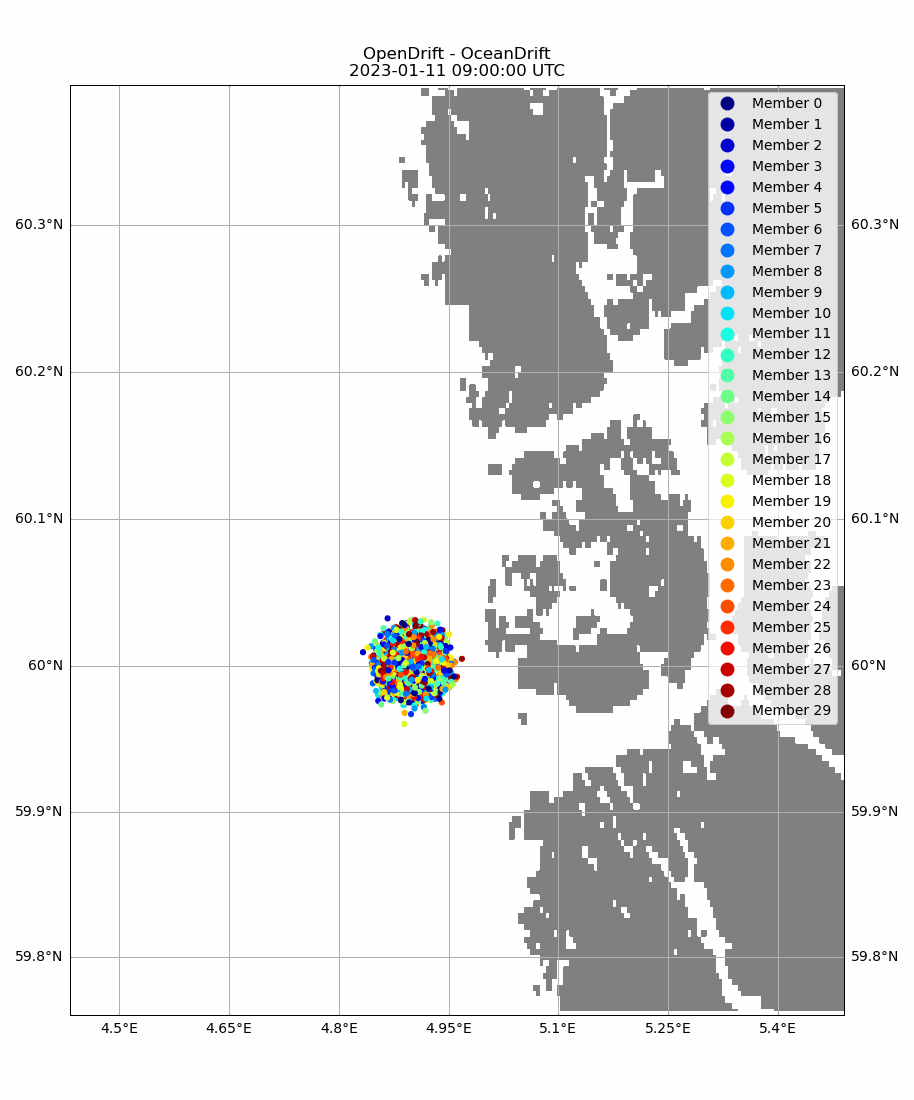 OpenDrift - OceanDrift
2023-01-11 09:00:00 UTC
Member 0
Member 1
Member 2
Member 3
Member 4
Member 5
Member 6
Member 7
Member 8
Member 9
Member 10
Member 11
Member 12
Member 13
Member 14
Member 15
Member 16
Member 17
Member 18
Member 19
Member 20
Member 21
Member 22
Member 23
Member 24
Member 25
Member 26
Member 27
Member 28
Member 29
60.3°N 60.3°N
60.2°N 60.2°N
60.1°N 60.1°N
60°N 60°N
59.9°N 59.9°N
59.8°N 59.8°N
4.5°E 4.65°E 4.8°E 4.95°E 5.1°E 5.25°E 5.4°E